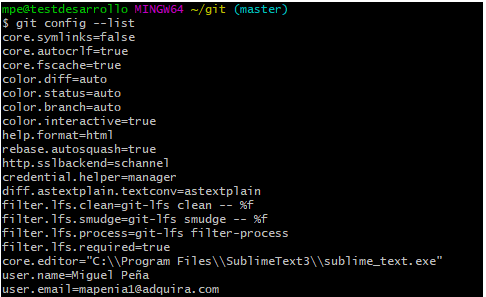 mpe@testdesarrollo MINGW64 ~/git (master)
$ git config --list
core.symlinks=false
core.autocrlf=true
core.fscache=true
color.diff=auto
color.status=auto
color.branch=auto
color.interactive=true
help.format=html
rebase.autosquash=true
http.sslbackend=schannel
credential.helper=manager
diff.astextplain.textconv=astextplain
filter.lfs.clean=git-lfs clean -- %f
filter.lfs.smudge=git-lfs smudge -- %f
filter.lfs.process=git-lfs filter-process
filter.lfs.required=true
core.editor="C:\\Program Files\\SublimeText3\\sublime_text.exe"
user.name=Miguel Peña
user.email=mapenia1@adquira.com